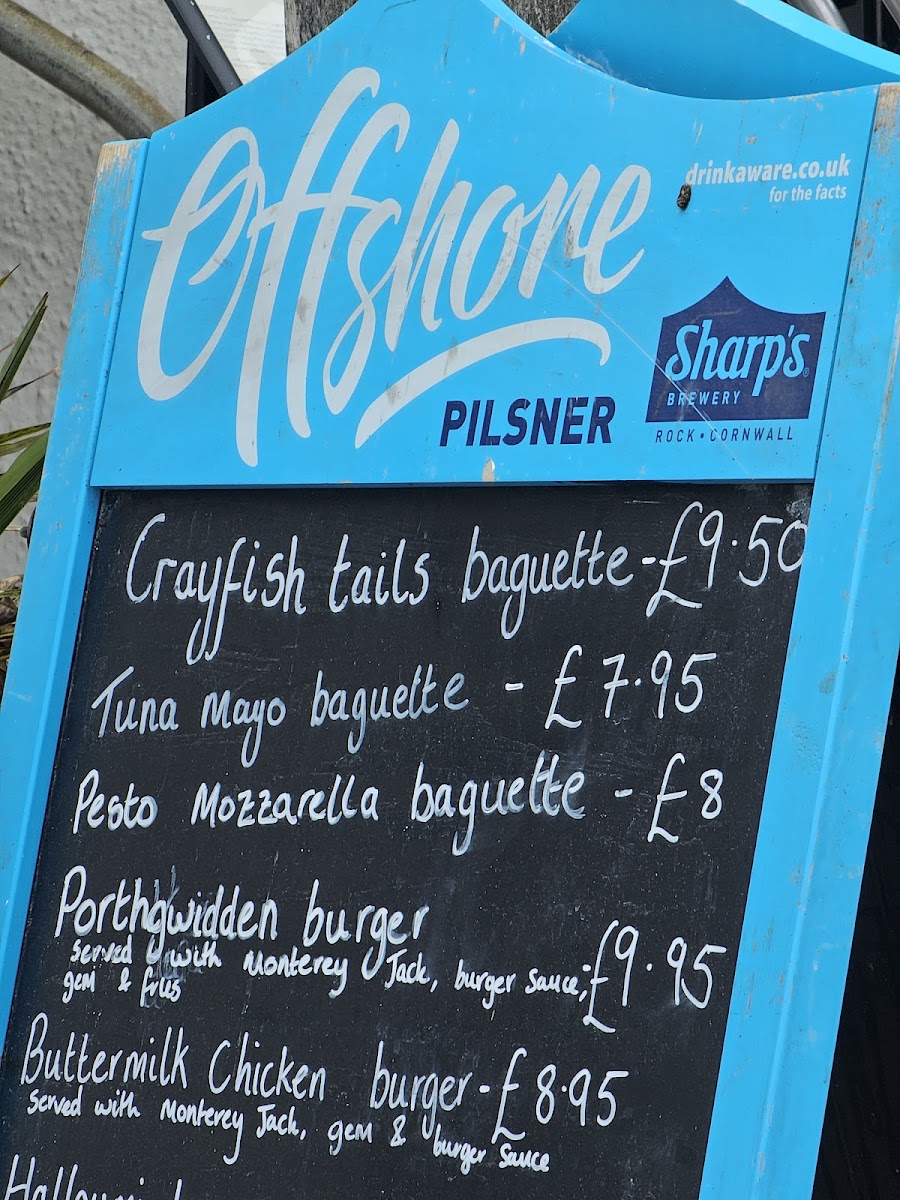 Offshore
PILSNER
drinkaware.co.uk
for the facts
Sharp's
BREWERY
ROCK • CORNWALL
Crayfish tails baguette - £9.50
Tuna Mayo baguette - £7.95
Pesto Mozzarella baguette - £8
Porthgwidden burger
Served with Monterey Jack, burger Sauce, £9.95
gem & fries
Buttermilk Chicken burger - £8.95
Served with Monterey Jack, gem & burger Sauce